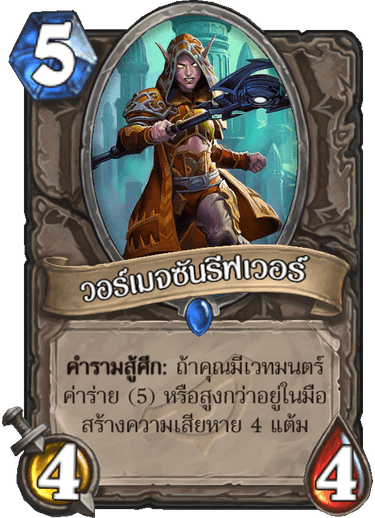 5
วอร์เมจซันรีฟเวอร์
คำรามสู้ศึก: ถ้าคุณมีเวทมนตร์
ค่าร่าย (5) หรือสูงกว่าอยู่ในมือ
สร้างความเสียหาย 4 แต้ม
4
4